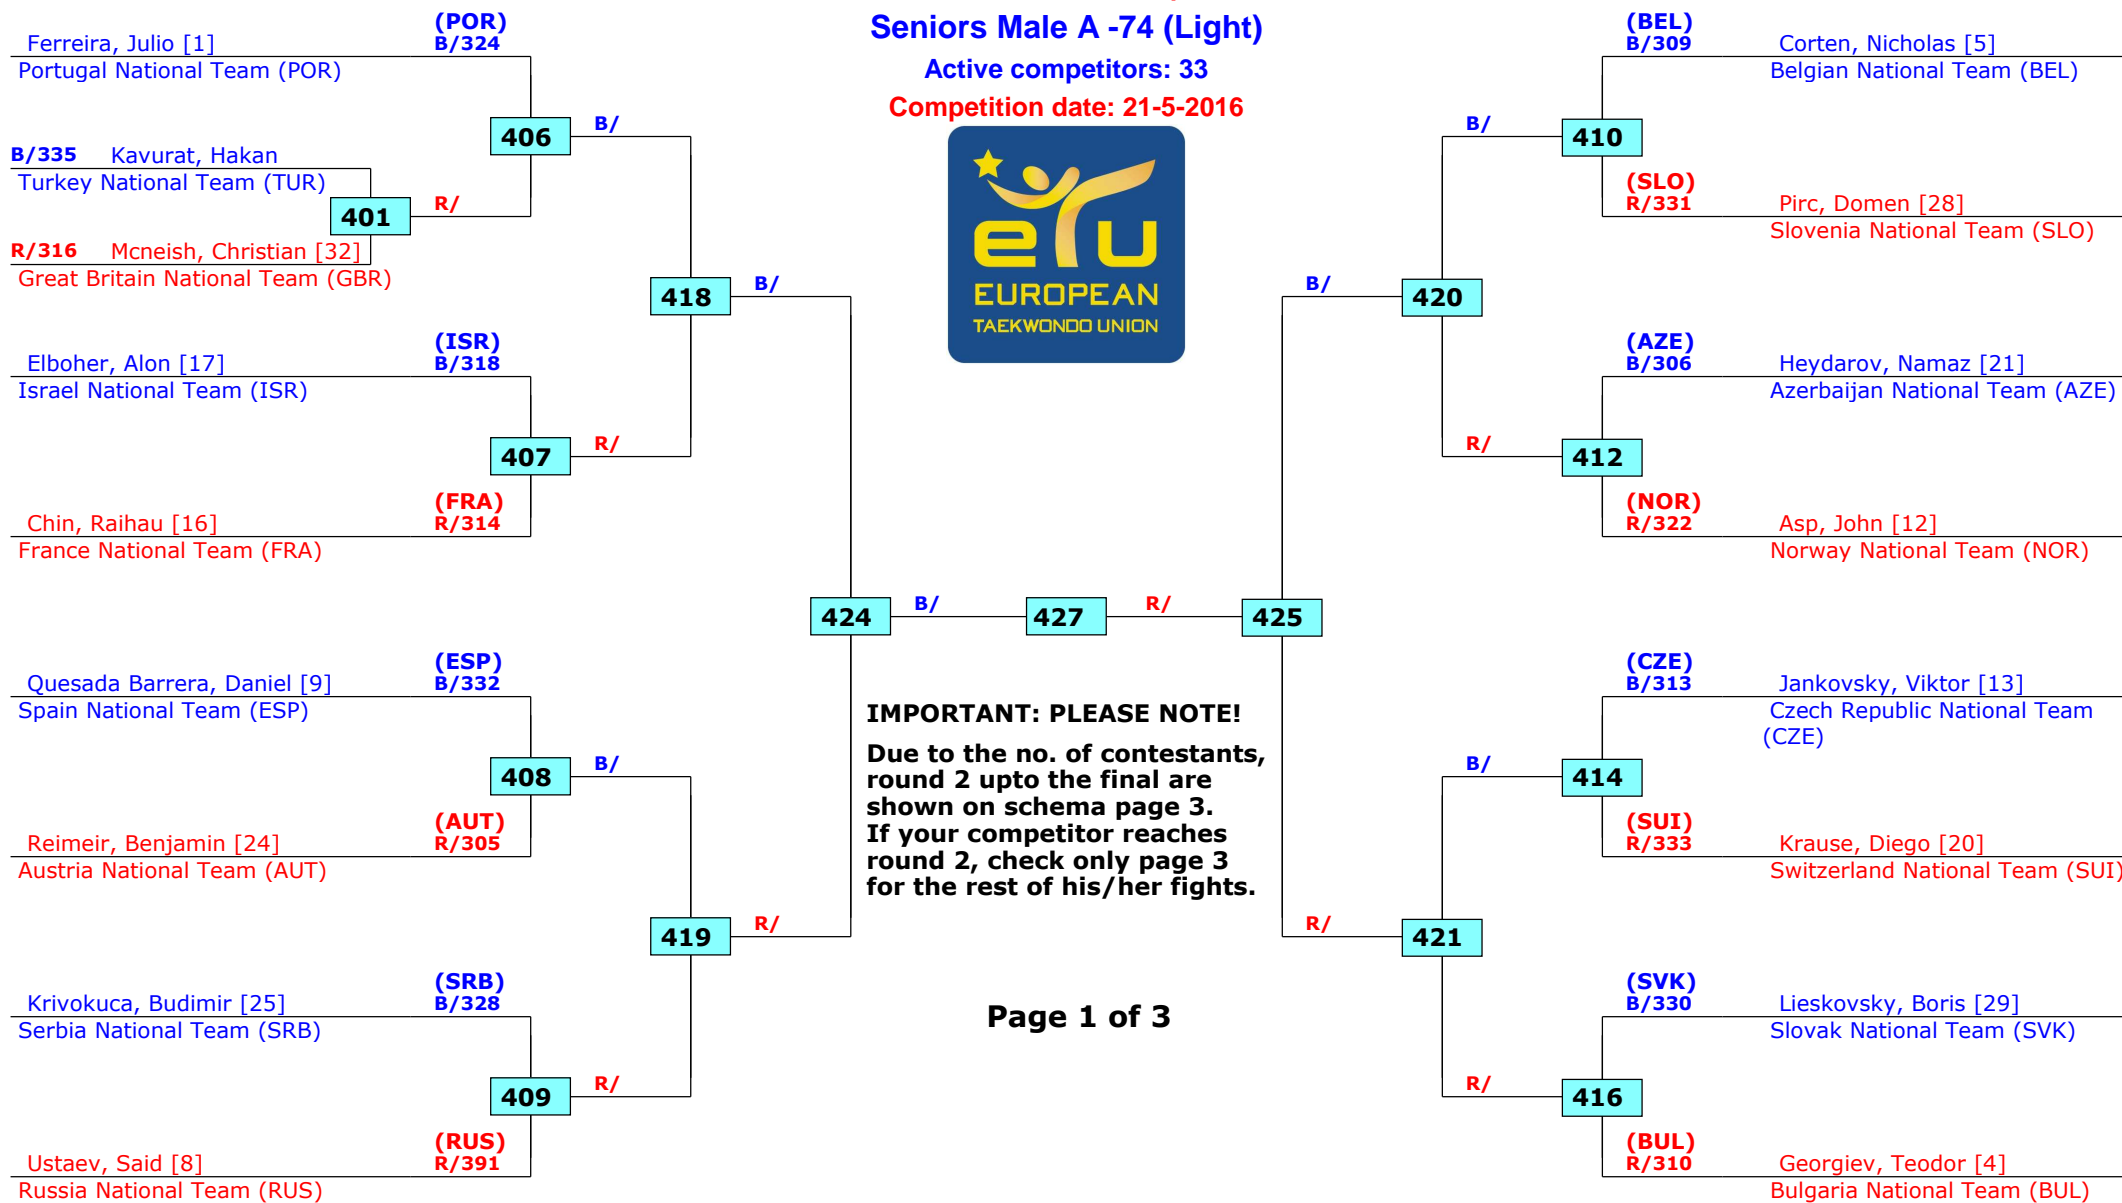 Seniors Male A -74 (Light)
Active competitors: 33
Competition date: 21-5-2016
eTu
EUROPEAN
TAEKWONDO UNION
(POR)
Ferreira, Julio [1] B/324
Portugal National Team (POR)
406 B/
B/335 Kavurat, Hakan
Turkey National Team (TUR)
401 R/
R/316 Mcneish, Christian [32]
Great Britain National Team (GBR)
418 B/
(ISR)
Elboher, Alon [17] B/318
Israel National Team (ISR)
407 R/
(FRA)
Chin, Raihau [16] R/314
France National Team (FRA)
424 B/ 427 R/ 425
(ESP)
Quesada Barrera, Daniel [9] B/332
Spain National Team (ESP)
408 B/
(AUT)
Reimeir, Benjamin [24] R/305
Austria National Team (AUT)
419 R/
(SRB)
Krivokuca, Budimir [25] B/328
Serbia National Team (SRB)
409 R/
(RUS)
Ustaev, Said [8] R/391
Russia National Team (RUS)
IMPORTANT: PLEASE NOTE!
Due to the no. of contestants,
round 2 upto the final are
shown on schema page 3.
If your competitor reaches
round 2, check only page 3
for the rest of his/her fights.
Page 1 of 3
(BEL)
B/309 Corten, Nicholas [5]
Belgian National Team (BEL)
B/ 410
(SLO)
R/331 Pirc, Domen [28]
Slovenia National Team (SLO)
B/ 420
(AZE)
B/306 Heydarov, Namaz [21]
Azerbaijan National Team (AZE)
R/ 412
(NOR)
R/322 Asp, John [12]
Norway National Team (NOR)
(CZE)
B/313 Jankovsky, Viktor [13]
Czech Republic National Team
(CZE)
B/ 414
(SUI)
R/333 Krause, Diego [20]
Switzerland National Team (SUI)
R/ 421
(SVK)
B/330 Lieskovsky, Boris [29]
Slovak National Team (SVK)
R/ 416
(BUL)
R/310 Georgiev, Teodor [4]
Bulgaria National Team (BUL)